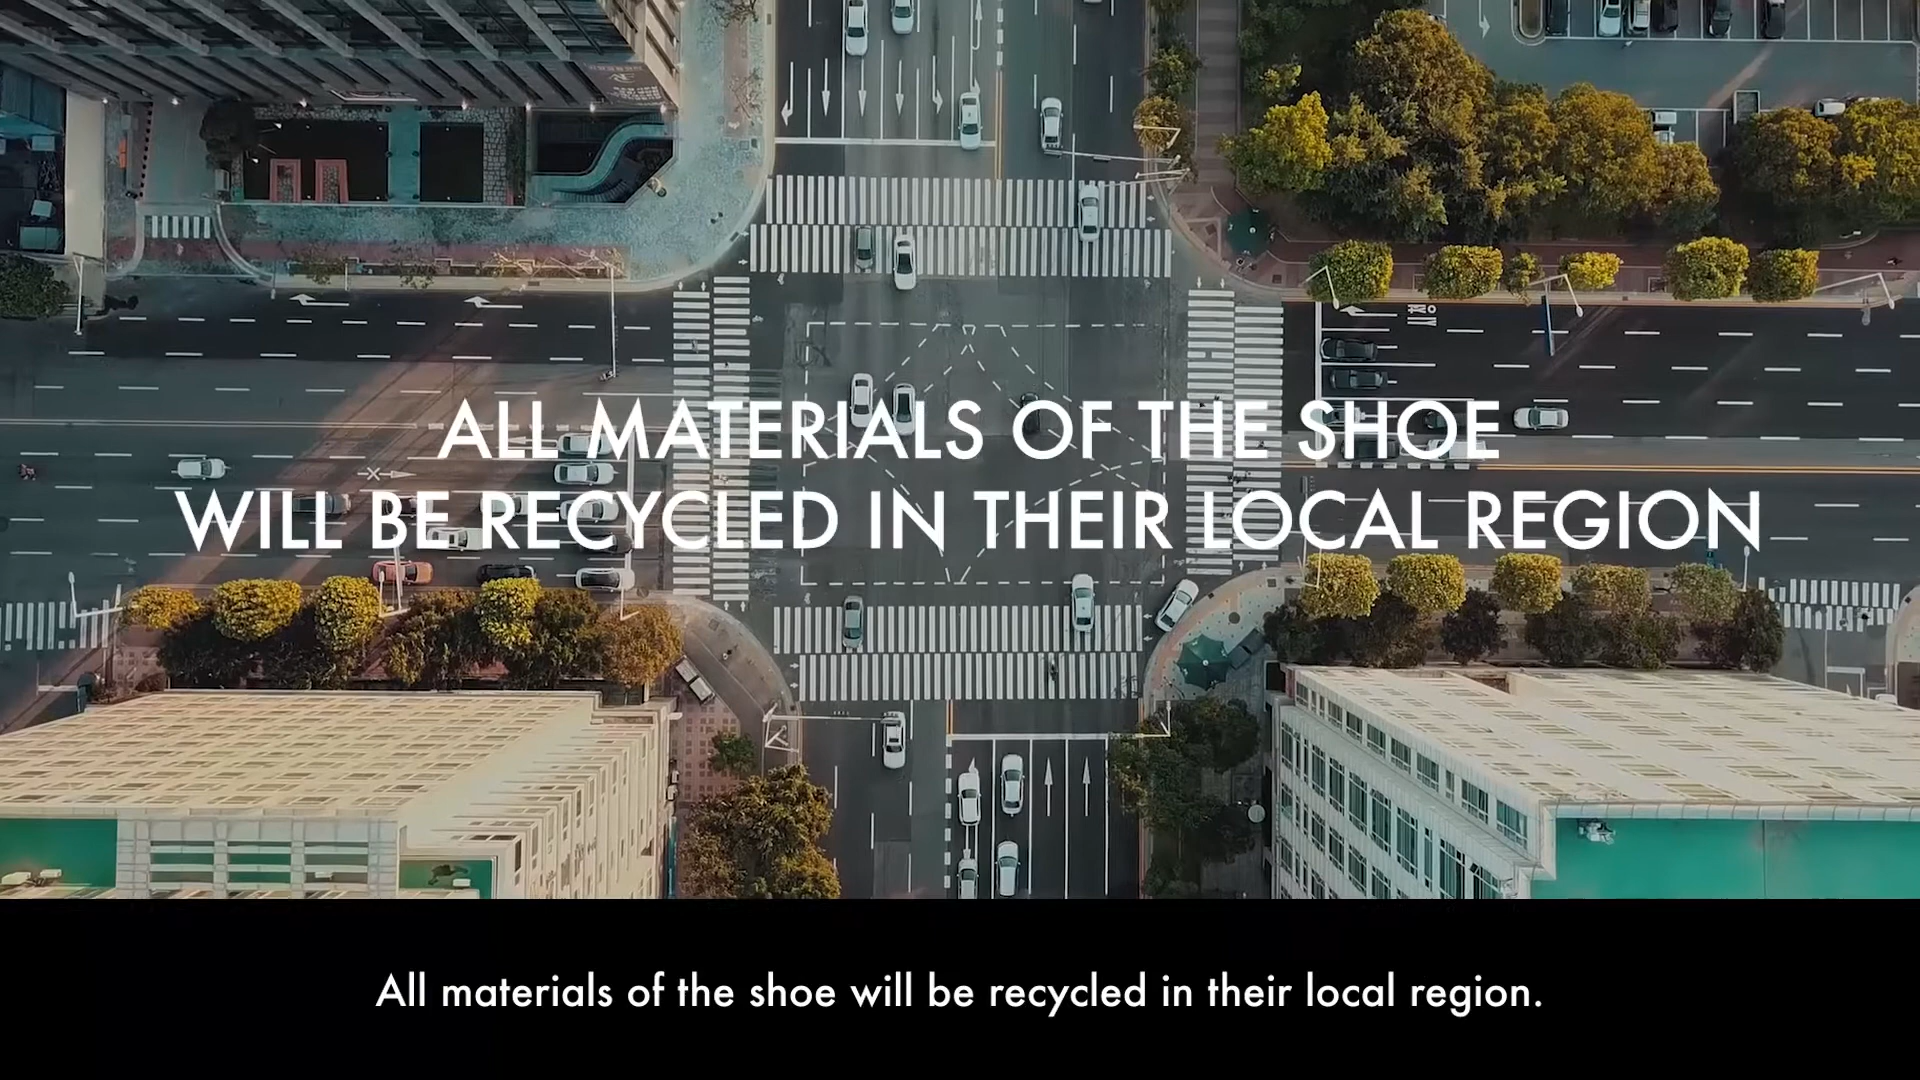 ALL MATERIALS OF THE SHOE
WILL BE RECYCLED IN THEIR LOCAL REGION
All materials of the shoe will be recycled in their local region.